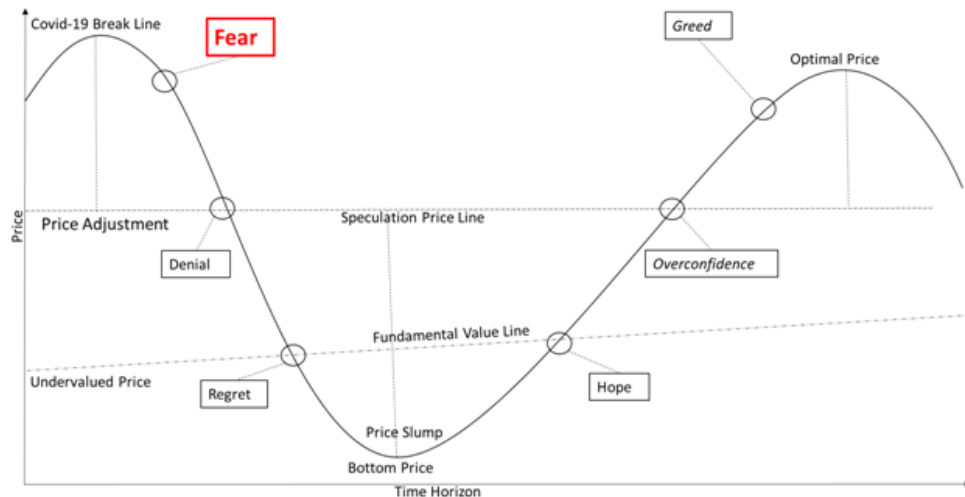 Covid-19 Break Line
Fear
Greed
Optimal Price
Price Adjustment
Speculation Price Line
Price
Denial
Overconfidence
Fundamental Value Line
Undervalued Price
Regret
Hope
Price Slump
Bottom Price
Time Horizon